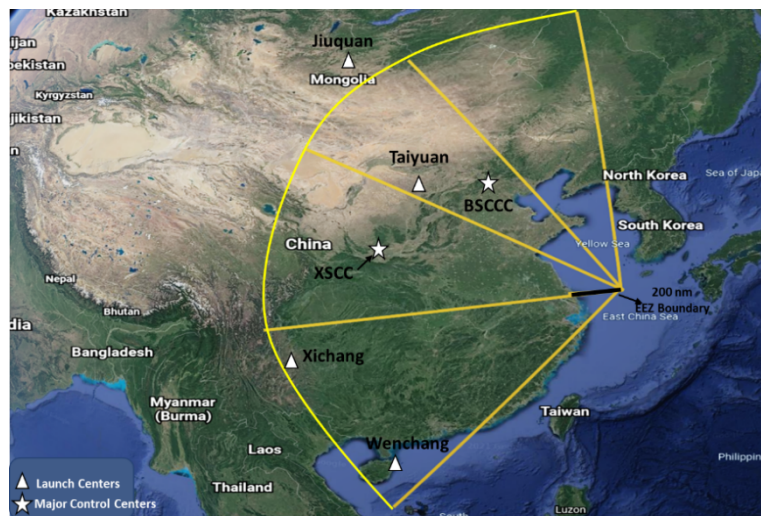 Kazakhstan
Jiuquan
Mongolia
ijan
bekistan
Kyrgyzstan
jikistan
n
Taiyuan
North Korea
Sea of Japa
BSCCC
South Korea
China
Yellow Sea
XSCC
Nepal
200 nm
EEZ Boundary
Bhutan
East China Sea
dia
Bangladesh
Xichang
Myanmar
(Burma)
Taiwan
Wenchang
Laos
Philippin
Launch Centers
Thailand
Major Control Centers
South
Luzon